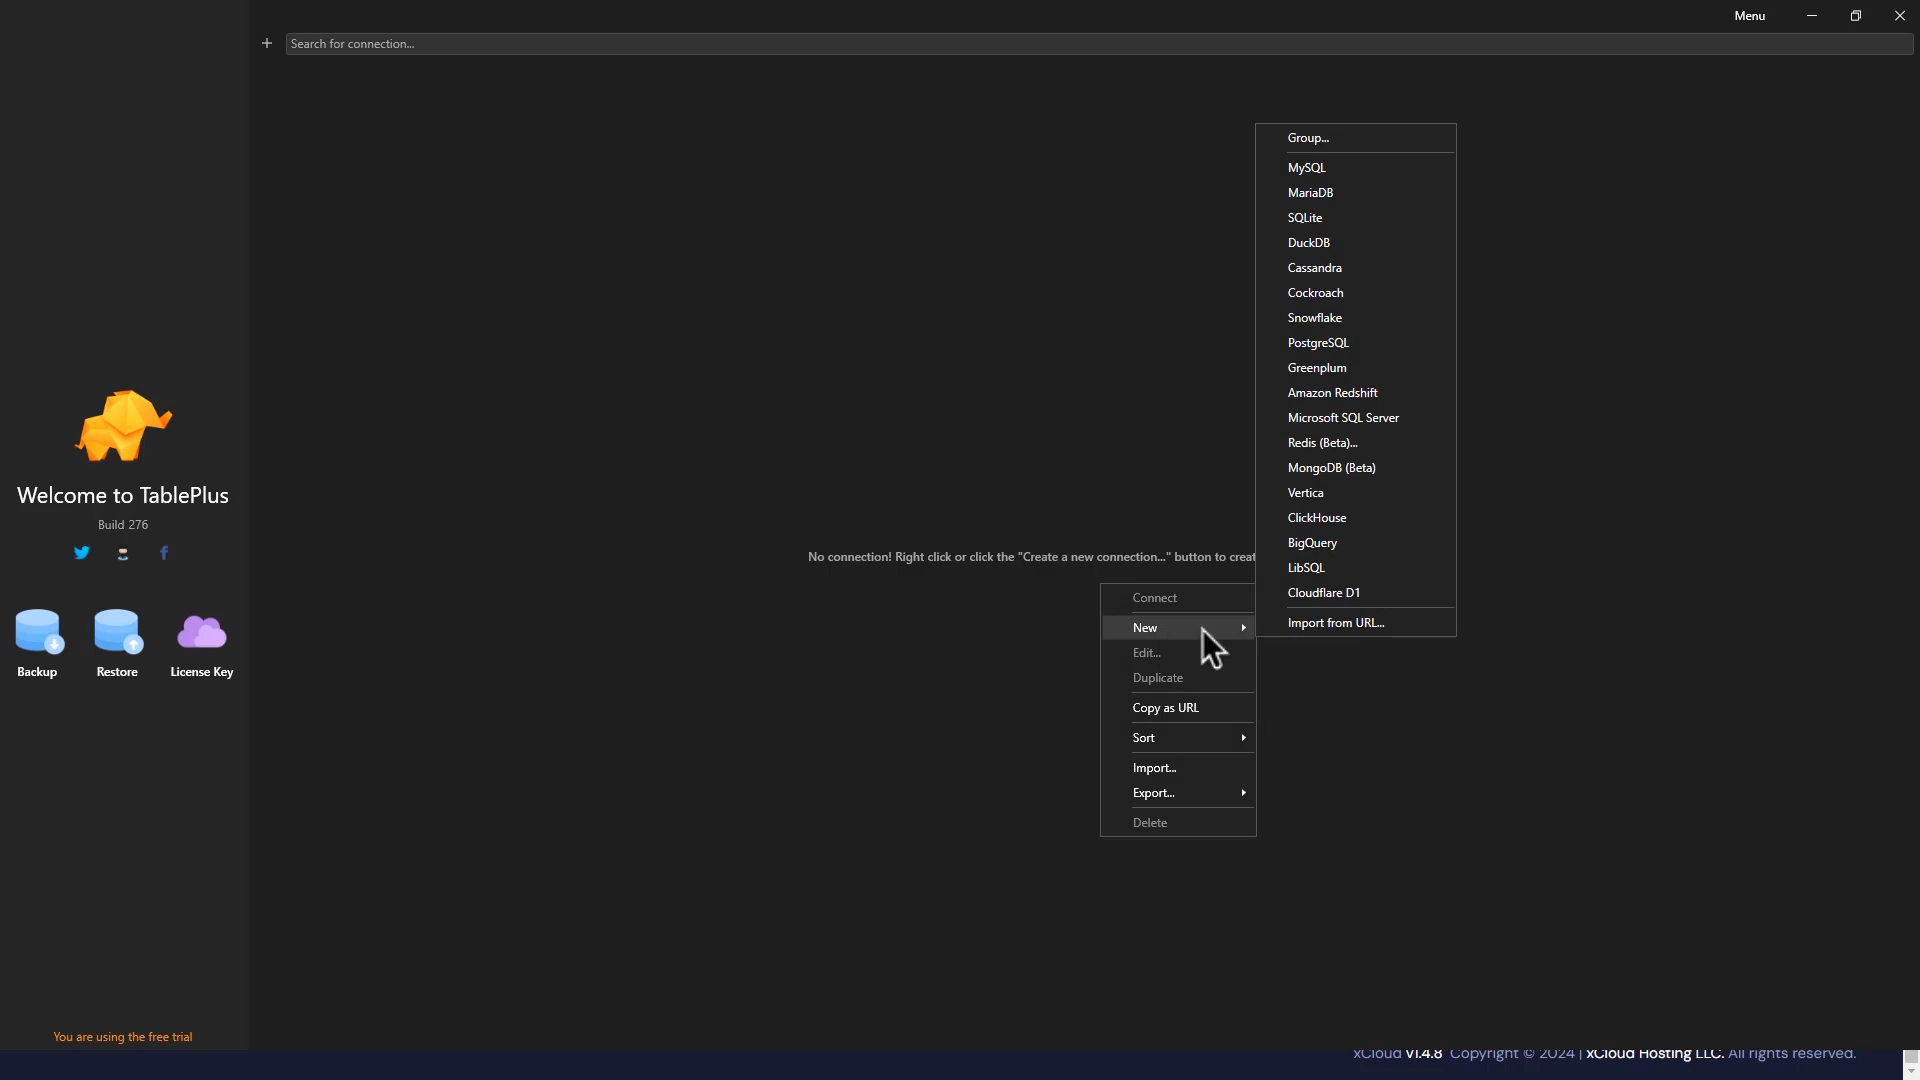 Menu
Search for connection...
Group...
MySQL
MariaDB
SQLite
DuckDB
Cassandra
Cockroach
Snowflake
PostgreSQL
Greenplum
Amazon Redshift
Microsoft SQL Server
Redis (Beta)...
MongoDB (Beta)
Vertica
ClickHouse
BigQuery
LibSQL
Cloudflare D1
Import from URL...
Welcome to TablePlus
Build 276
Backup
Restore
License Key
No connection! Right click or click the "Create a new connection..." button to creat
Connect
New
Edit...
Duplicate
Copy as URL
Sort
Import...
Export...
Delete
You are using the free trial
xCloud V1.4.8 Copyright © 2024 | xCloud Hosting LLC. All rights reserved.